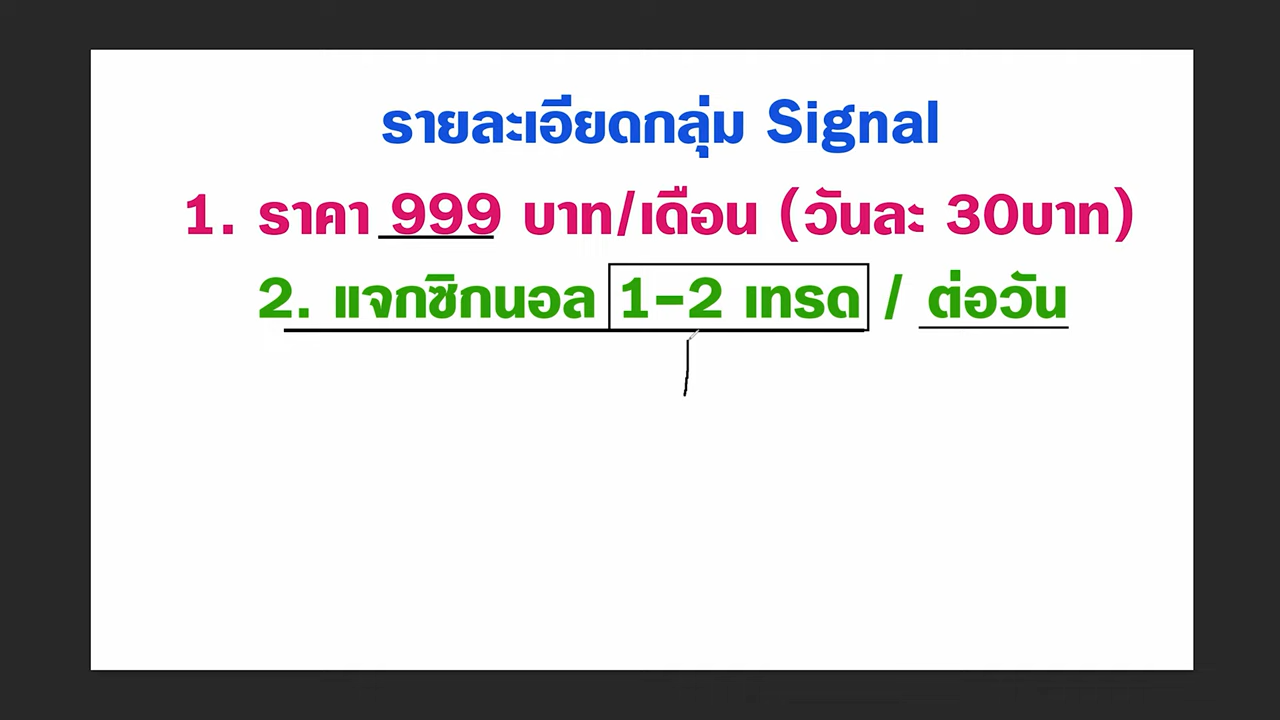 รายละเอียดกลุ่ม Signal
1. ราคา 999 บาท/เดือน (วันละ 30บาท)
2. แจกซิกนอล 1-2 เทรด / ต่อวัน